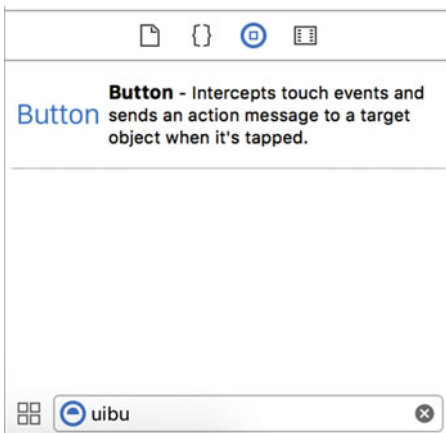 {}
Button - Intercepts touch events and
Button sends an action message to a target
object when it's tapped.
uibu